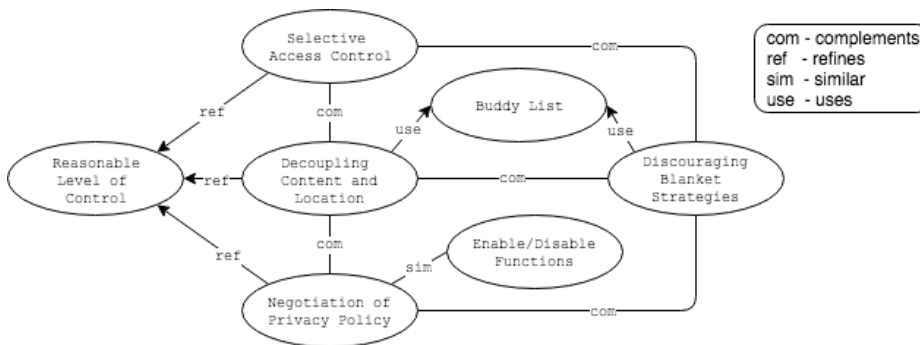 Selective
Access Control
com
com - complements
ref - refines
sim - similar
use - uses
ref
com
Buddy List
use
use
Reasonable
Level of
Control
ref
Decoupling
Content and
Location
com
Discouraging
Blanket
Strategies
com
ref
sim
Enable/Disable
Functions
Negotiation of
Privacy Policy
com